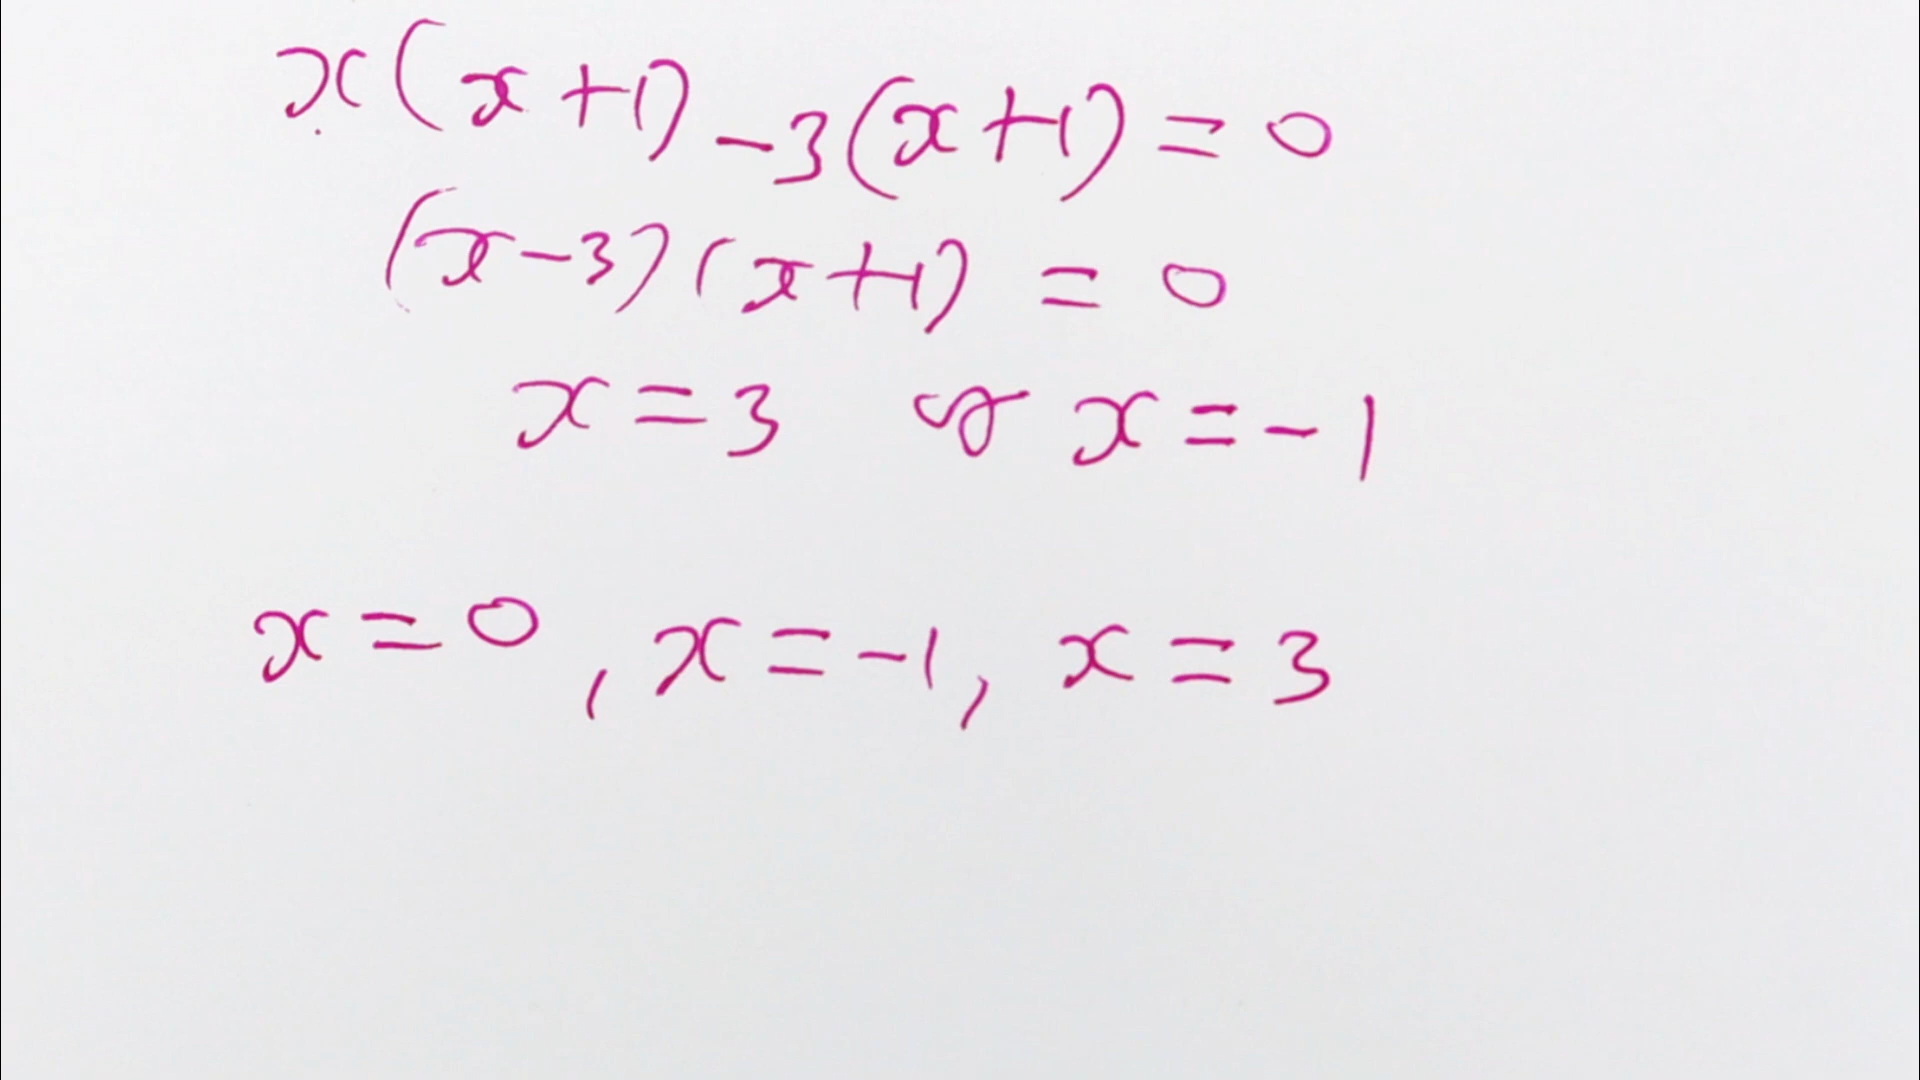 x(x+1)-3(x+1)=0
(x-3)(x+1)=0
x=3 or x=-1
x=0, x=-1, x=3